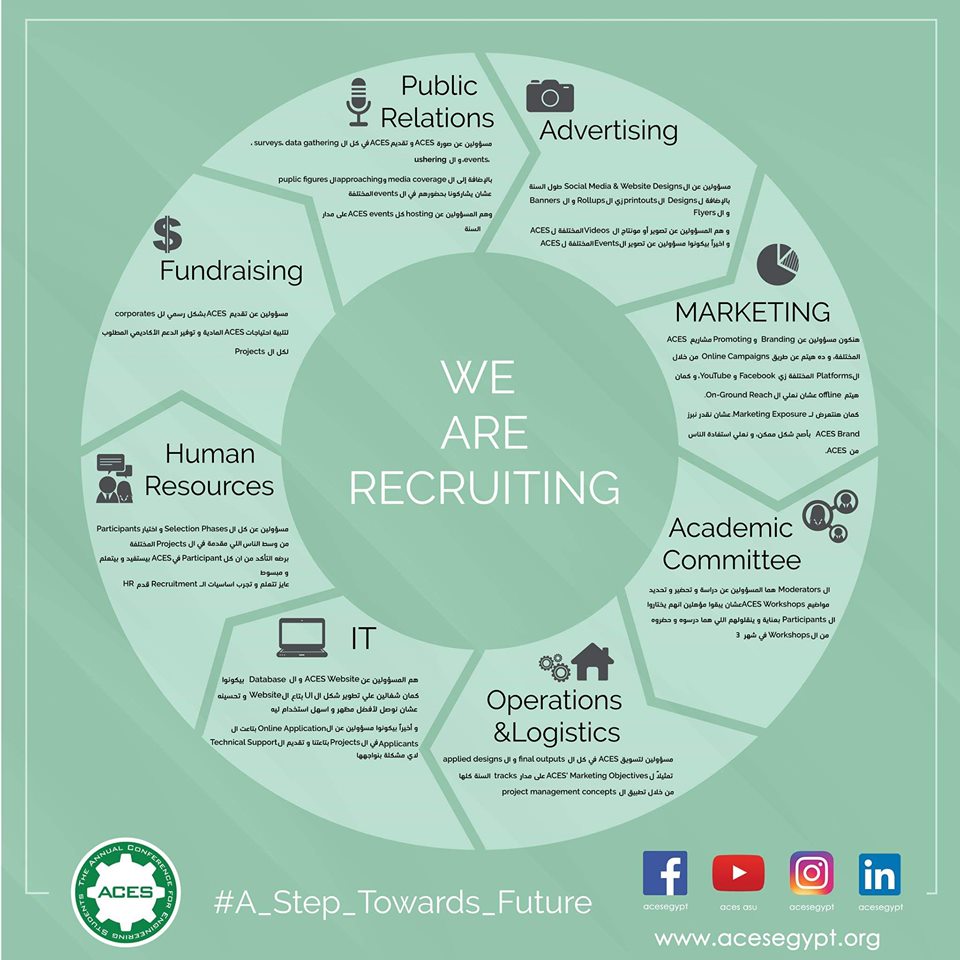 Public
Relations
مسؤولين عن صورة ACES و تقديم ACES في كل ال surveys, data gathering ,
events, و ال ushering.
بالإضافة إلى ال media coverage و approaching ال puplic figures
عشان يشاركونا بحضورهم في ال events المختلفة
وهم المسؤولين عن hosting كل ACES events على مدار
السنة
Advertising
مسؤولين عن ال Social Media & Website Designs طول السنة
بالإضافة ل Designs ال printouts زي ال Rollups و ال Banners
و ال Flyers
و هم المسؤولين عن تصوير أو مونتاج ال Videos المختلفة ل ACES
و اخيراً بيكونوا مسؤولين عن تصوير ال Events المختلفة ل ACES
MARKETING
هنكون مسؤولين عن Branding و Promoting مشاريع ACES
المختلفة، و ده هيتم عن طريق Online Campaigns من خلال
ال Platforms المختلفة زي Facebook و YouTube، و كمان
هيتم offline عشان نعلي ال On-Ground Reach.
كمان هنتعرض لـ Marketing Exposure عشان نقدر نبرز
ACES Brand بأصح شكل ممكن، و نعلي استفادة الناس
من ACES.
Academic
Committee
ال Moderators هما المسؤولين عن دراسة و تحضير و تحديد
مواضيع ACES Workshops عشان يبقوا مؤهلين انهم يختاروا
ال Participants بعناية و ينقلولهم اللي هما درسوه و حضروه
من ال Workshops في شهر 3
Operations
&Logistics
مسؤولين لتسويق ACES في كل ال final outputs و ال applied designs
تمثيلاً ل ACES' Marketing Objectives على مدار tracks السنة كلها
من خلال تطبيق ال project management concepts
IT
هم المسؤولين عن ACES Website و ال Database بيكونوا
كمان شغالين علي تطوير شكل ال UI بتاع ال Website و تحسينه
عشان نوصل لأفضل مظهر و اسهل استخدام ليه
و أخيراً بيكونوا مسؤولين عن ال Online Application بتاعت ال
Applicants في ال Projects بتاعتنا و تقديم ال Technical Support
لاي مشكلة بنواجهها
Human
Resources
مسؤولين عن كل ال Selection Phases و اختيار Participants
من وسط الناس اللي مقدمة في ال Projects المختلفة
برضه التأكد من ان كل Participant في ACES بيستفيد و بيتعلم
و مبسوط
عايز تتعلم و تجرب اساسيات الـ Recruitment قدم HR
Fundraising
مسؤولين عن تقديم ACES بشكل رسمي لل corporates
لتلبية احتياجات ACES المادية و توفير الدعم الأكاديمي المطلوب
لكل ال Projects
WE
ARE
RECRUITING
THE ANNUAL CONFERENCE FOR ENGINEERING STUDENTS
ACES
#A_Step_Towards_Future
acesegypt
aces asu
acesegypt
acesegypt
www.acesegypt.org